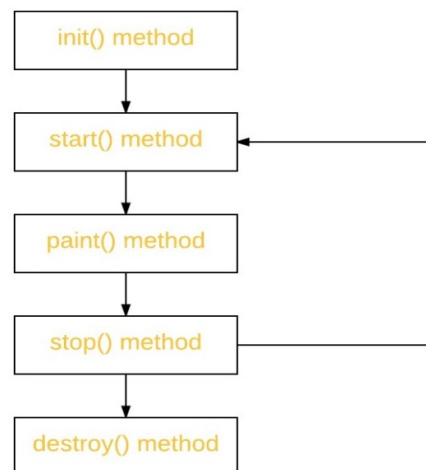 init() method
start() method
paint() method
stop() method
destroy() method